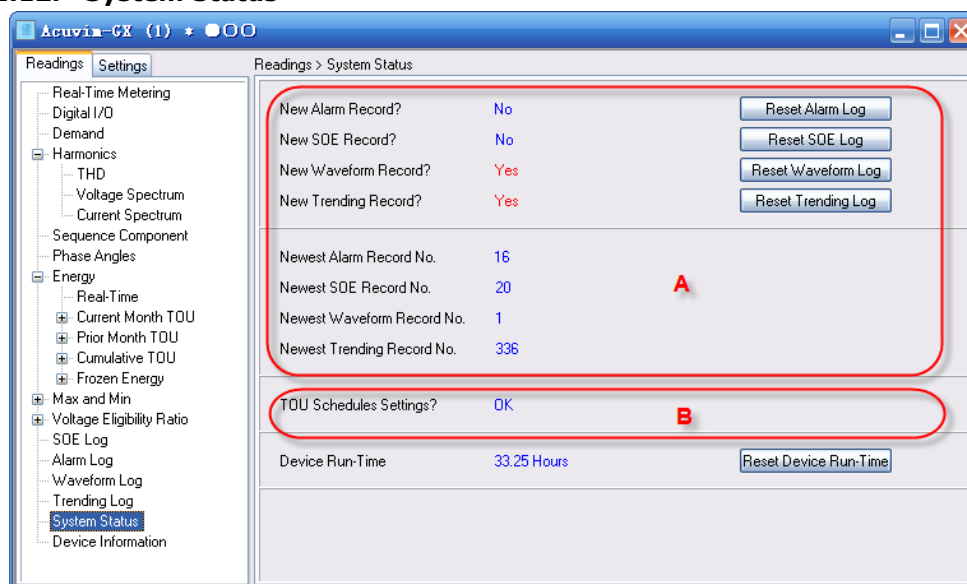 System Status
Acuvim-GX (1) *
Readings
Settings
Readings > System Status
Real-Time Metering
Digital I/O
Demand
Harmonics
THD
Voltage Spectrum
Current Spectrum
Sequence Component
Phase Angles
Energy
Real-Time
Current Month TOU
Prior Month TOU
Cumulative TOU
Frozen Energy
Max and Min
Voltage Eligibility Ratio
SOE Log
Alarm Log
Waveform Log
Trending Log
System Status
Device Information
New Alarm Record? No Reset Alarm Log
New SOE Record? No Reset SOE Log
New Waveform Record? Yes Reset Waveform Log
New Trending Record? Yes Reset Trending Log
Newest Alarm Record No. 16
Newest SOE Record No. 20
A
Newest Waveform Record No. 1
Newest Trending Record No. 336
TOU Schedules Settings? OK
B
Device Run-Time 33.25 Hours Reset Device Run-Time